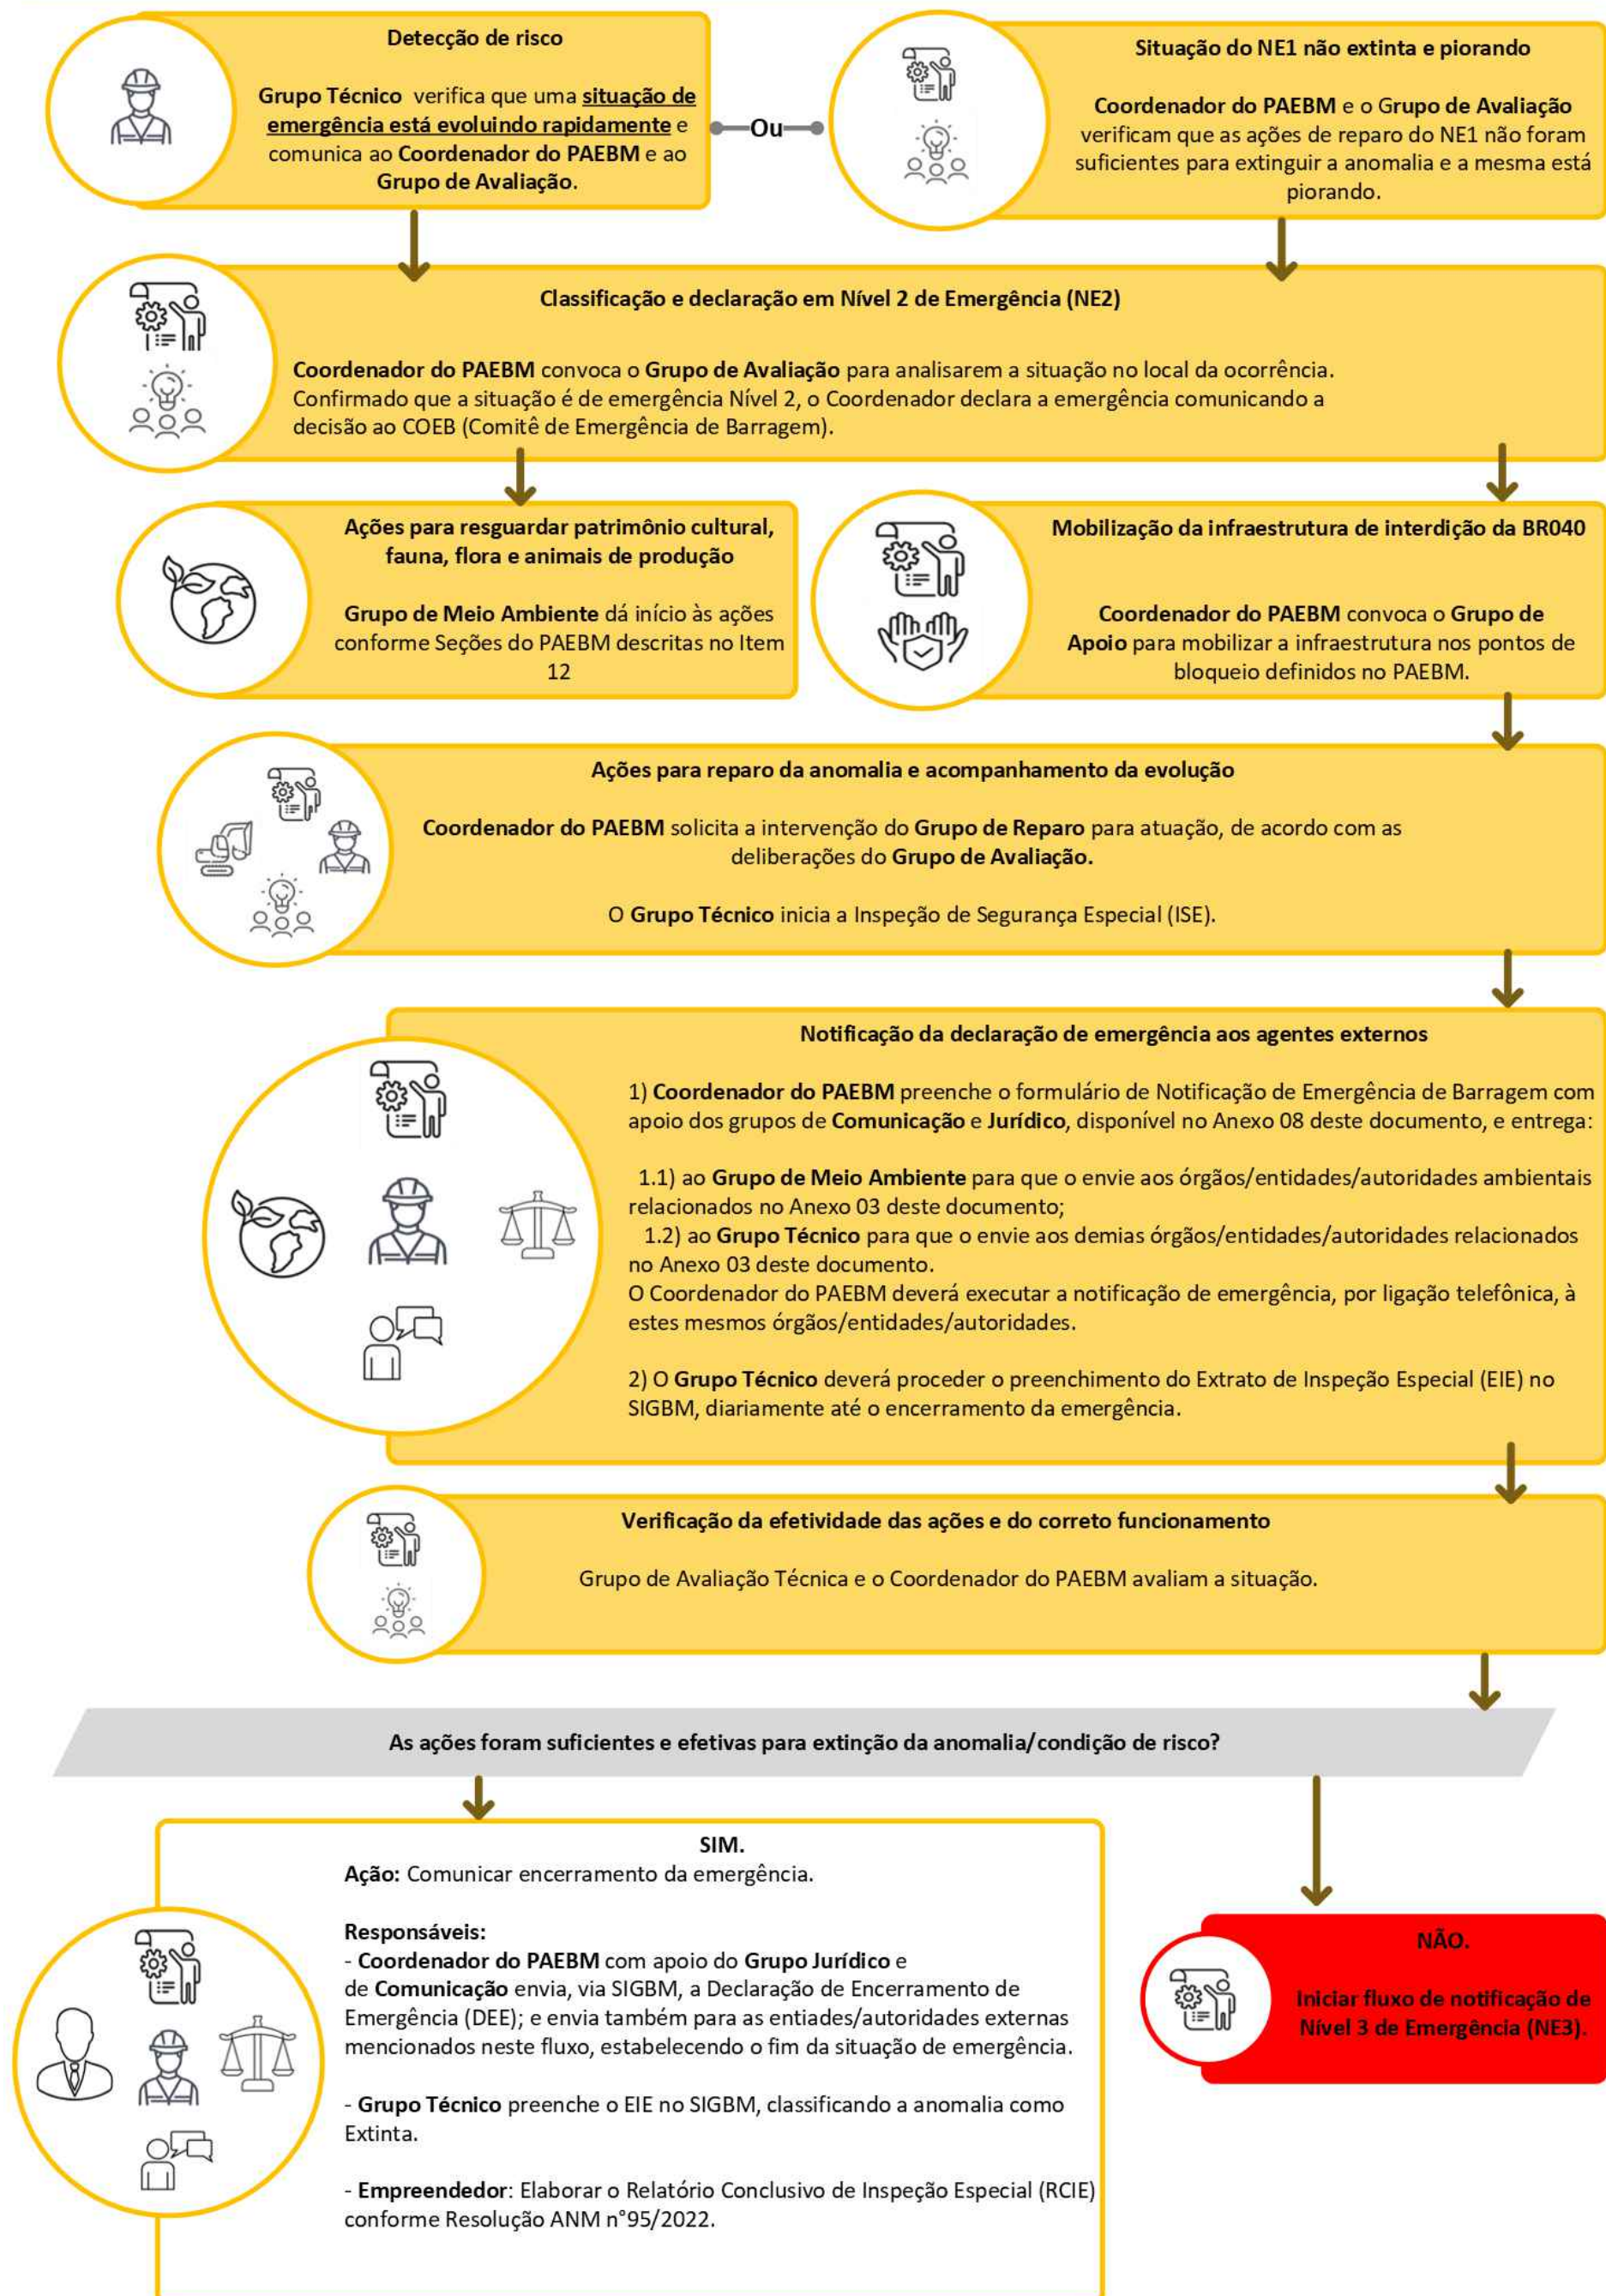 Detecção de risco
Grupo Técnico verifica que uma situação de
emergência está evoluindo rapidamente e
comunica ao Coordenador do PAEBM e ao
Grupo de Avaliação.
Ou
Situação do NE1 não extinta e piorando
Coordenador do PAEBM e o Grupo de Avaliação
verificam que as ações de reparo do NE1 não foram
suficientes para extinguir a anomalia e a mesma está
piorando.
Classificação e declaração em Nível 2 de Emergência (NE2)
Coordenador do PAEBM convoca o Grupo de Avaliação para analisarem a situação no local da ocorrência.
Confirmado que a situação é de emergência Nível 2, o Coordenador declara a emergência comunicando a
decisão ao COEB (Comitê de Emergência de Barragem).
Ações para resguardar patrimônio cultural,
fauna, flora e animais de produção
Grupo de Meio Ambiente dá início às ações
conforme Seções do PAEBM descritas no Item
12
Mobilização da infraestrutura de interdição da BR040
Coordenador do PAEBM convoca o Grupo de
Apoio para mobilizar a infraestrutura nos pontos de
bloqueio definidos no PAEBM.
Ações para reparo da anomalia e acompanhamento da evolução
Coordenador do PAEBM solicita a intervenção do Grupo de Reparo para atuação, de acordo com as
deliberações do Grupo de Avaliação.
O Grupo Técnico inicia a Inspeção de Segurança Especial (ISE).
Notificação da declaração de emergência aos agentes externos
1) Coordenador do PAEBM preenche o formulário de Notificação de Emergência de Barragem com
apoio dos grupos de Comunicação e Jurídico, disponível no Anexo 08 deste documento, e entrega:
1.1) ao Grupo de Meio Ambiente para que o envie aos órgãos/entidades/autoridades ambientais
relacionados no Anexo 03 deste documento;
1.2) ao Grupo Técnico para que o envie aos demias órgãos/entidades/autoridades relacionados
no Anexo 03 deste documento.
O Coordenador do PAEBM deverá executar a notificação de emergência, por ligação telefônica, à
estes mesmos órgãos/entidades/autoridades.
2) O Grupo Técnico deverá proceder o preenchimento do Extrato de Inspeção Especial (EIE) no
SIGBM, diariamente até o encerramento da emergência.
Verificação da efetividade das ações e do correto funcionamento
Grupo de Avaliação Técnica e o Coordenador do PAEBM avaliam a situação.
As ações foram suficientes e efetivas para extinção da anomalia/condição de risco?
SIM.
Ação: Comunicar encerramento da emergência.
Responsáveis:
- Coordenador do PAEBM com apoio do Grupo Jurídico e
de Comunicação envia, via SIGBM, a Declaração de Encerramento de
Emergência (DEE); e envia também para as entiades/autoridades externas
mencionados neste fluxo, estabelecendo o fim da situação de emergência.
- Grupo Técnico preenche o EIE no SIGBM, classificando a anomalia como
Extinta.
- Empreendedor: Elaborar o Relatório Conclusivo de Inspeção Especial (RCIE)
conforme Resolução ANM n°95/2022.
NÃO.
Iniciar fluxo de notificação de
Nível 3 de Emergência (NE3).